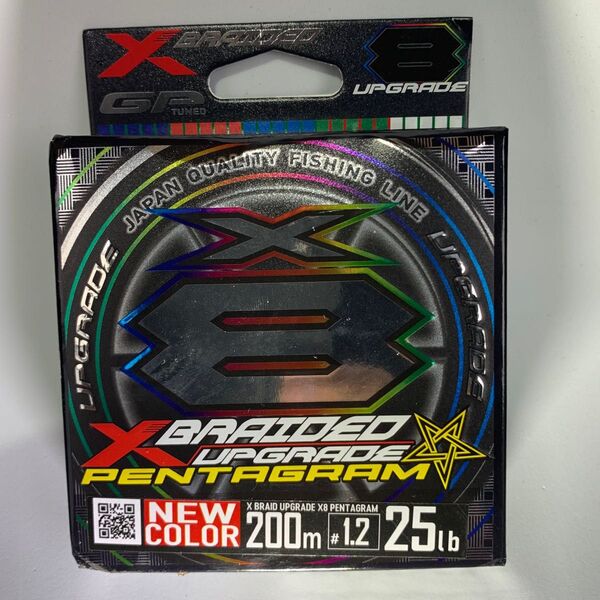 X BRAIDED
8
UPGRADE
GP
TUNED
JAPAN QUALITY FISHING LINE
UPGRADE
UPGRADE
X
8
X BRAIDED
UPGRADE
PENTAGRAM
NEW
COLOR
X BRAID UPGRADE X8 PENTAGRAM
200m #1.2 25lb